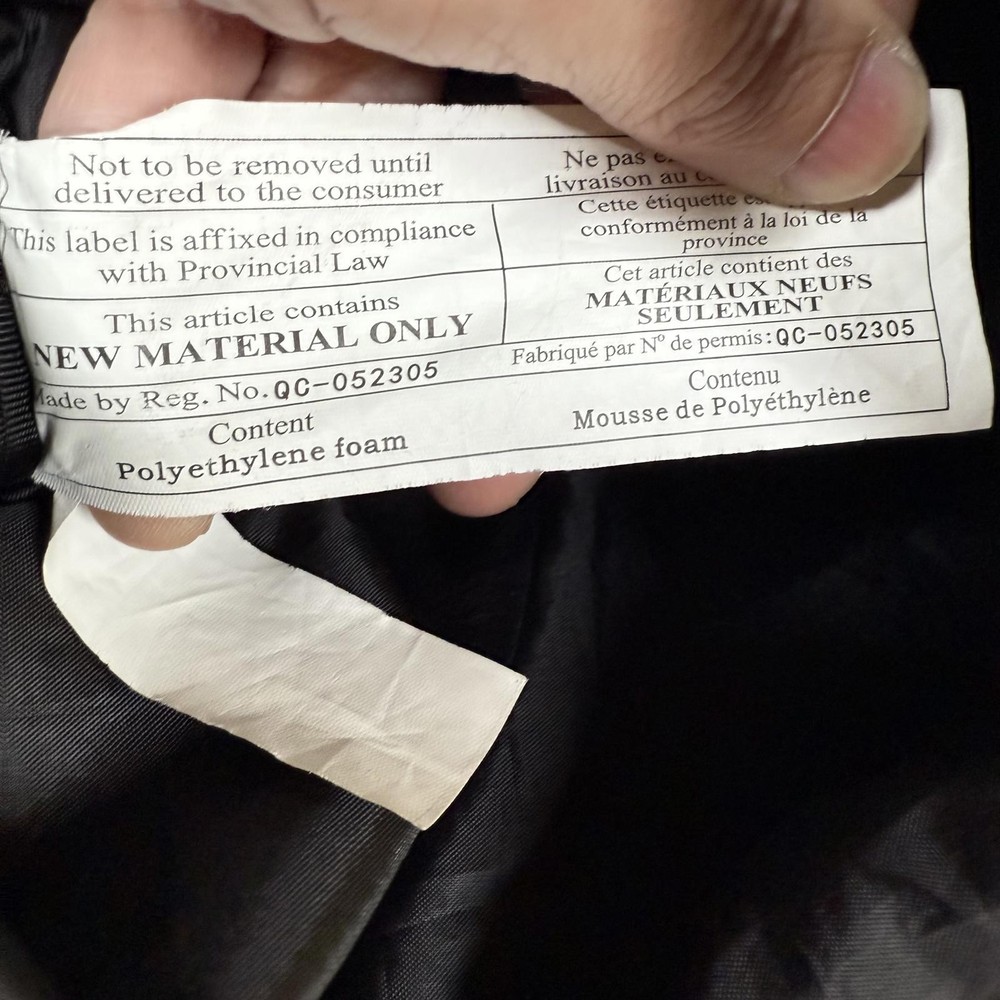 Not to be removed until
delivered to the consumer
This label is affixed in compliance
with Provincial Law
This article contains
NEW MATERIAL ONLY
Made by Reg. No. QC-052305
Content
Polyethylene foam
Ne pas
livraison au
Cette étiquette
conformément à la loi de la
province
Cet article contient des
MATÉRIAUX NEUFS
SEULEMENT
Fabriqué par Nº de permis: QC-052305
Contenu
Mousse de Polyéthylène